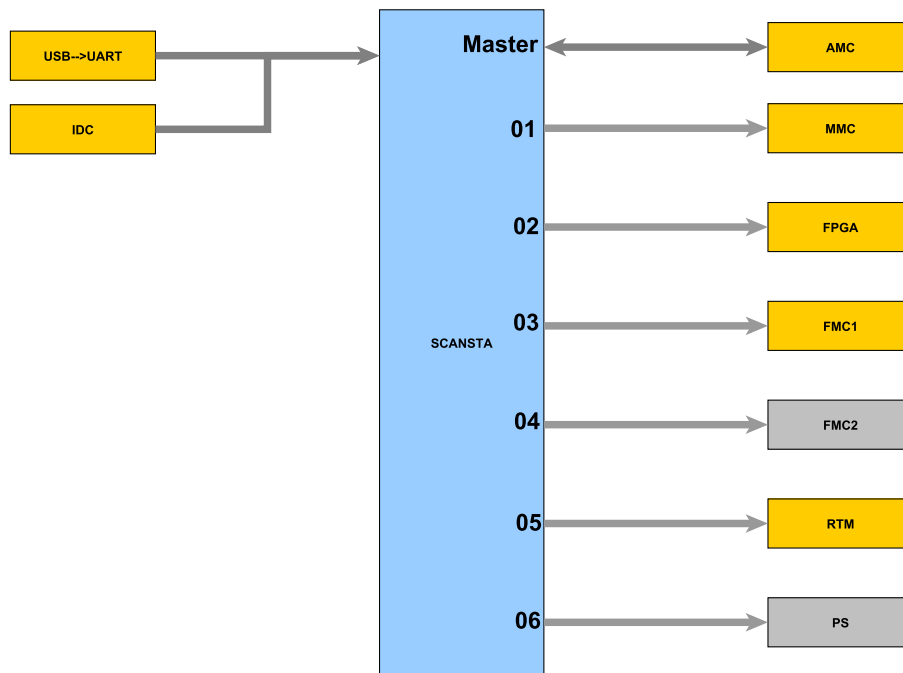 USB-->UART
IDC
SCANSTA
Master
AMC
01
MMC
02
FPGA
03
FMC1
04
FMC2
05
RTM
06
PS